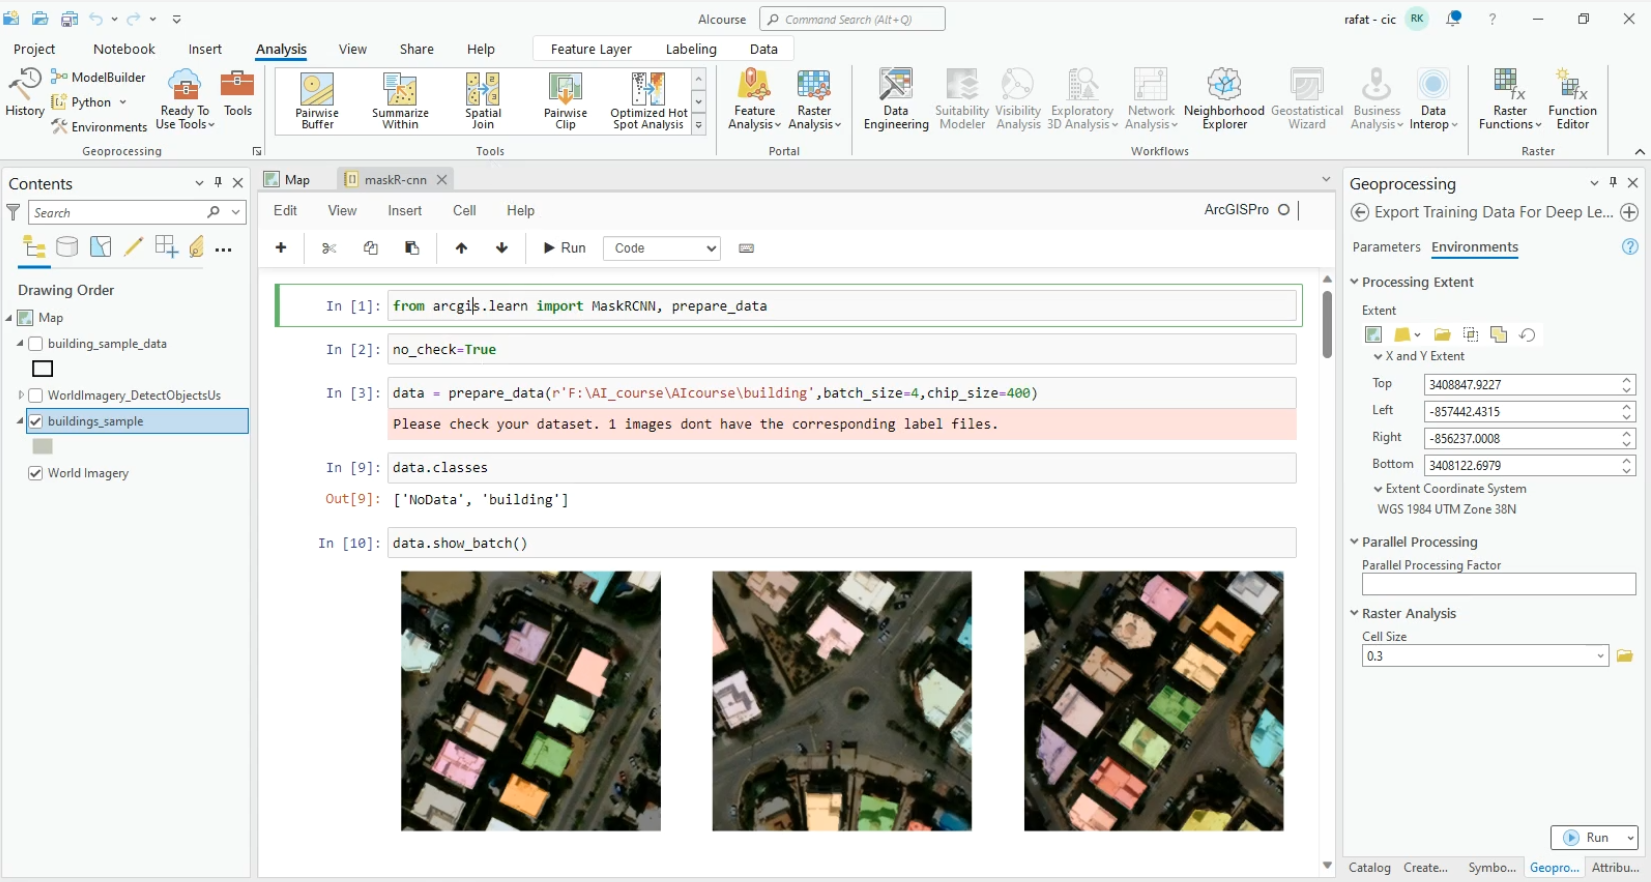 AIcourse
Command Search (Alt+Q)
rafat - cic
RK
?
Project
Notebook
Insert
Analysis
View
Share
Help
Feature Layer
Labeling
Data
History
ModelBuilder
Python
Environments
Ready To
Use Tools
Tools
Geoprocessing
Pairwise
Buffer
Summarize
Within
Spatial
Join
Pairwise
Clip
Optimized Hot
Spot Analysis
Tools
Feature
Analysis
Raster
Analysis
Portal
Data
Engineering
Suitability
Modeler
Visibility
Analysis
Exploratory
3D Analysis
Network
Analysis
Neighborhood
Explorer
Geostatistical
Wizard
Business
Analysis
Data
Interop
Workflows
Raster
Functions
Function
Editor
Raster
Contents
Search
Drawing Order
Map
building_sample_data
WorldImagery_DetectObjectsUs
buildings_sample
World Imagery
Map
maskR-cnn
Edit
View
Insert
Cell
Help
ArcGISPro
Run
Code
In [1]: from arcgis.learn import MaskRCNN, prepare_data
In [2]: no_check=True
In [3]: data = prepare_data(r'F:\AI_course\AIcourse\building',batch_size=4,chip_size=400)
Please check your dataset. 1 images dont have the corresponding label files.
In [9]: data.classes
Out[9]: ['NoData', 'building']
In [10]: data.show_batch()
Geoprocessing
Export Training Data For Deep Le...
Parameters
Environments
?
Processing Extent
Extent
X and Y Extent
Top 3408847.9227
Left -857442.4315
Right -856237.0008
Bottom 3408122.6979
Extent Coordinate System
WGS 1984 UTM Zone 38N
Parallel Processing
Parallel Processing Factor
Raster Analysis
Cell Size
0.3
Run
Catalog
Create...
Symbo...
Geopro...
Attribu...